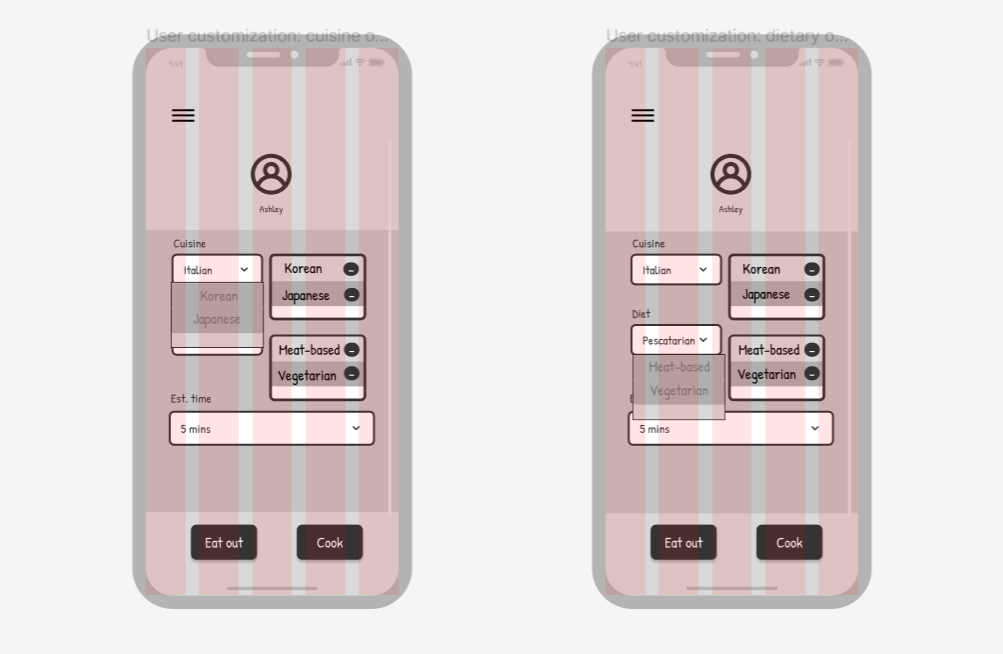 User customization: cuisine o...
9:41
Ashley
Cuisine
Italian
Korean
Japanese
Korean
Japanese
Meat-based
Vegetarian
Est. time
5 mins
Eat out
Cook
User customization: dietary o...
9:41
Ashley
Cuisine
Italian
Korean
Japanese
Diet
Pescatarian
Meat-based
Vegetarian
Meat-based
Vegetarian
E
5 mins
Eat out
Cook